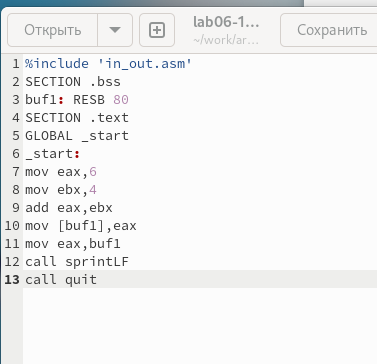 Открыть
lab06-1...
~/work/ar...
Сохранить
1 %include 'in_out.asm'
2 SECTION .bss
3 buf1: RESB 80
4 SECTION .text
5 GLOBAL _start
6 _start:
7 mov eax,6
8 mov ebx,4
9 add eax,ebx
10 mov [buf1],eax
11 mov eax,buf1
12 call sprintLF
13 call quit